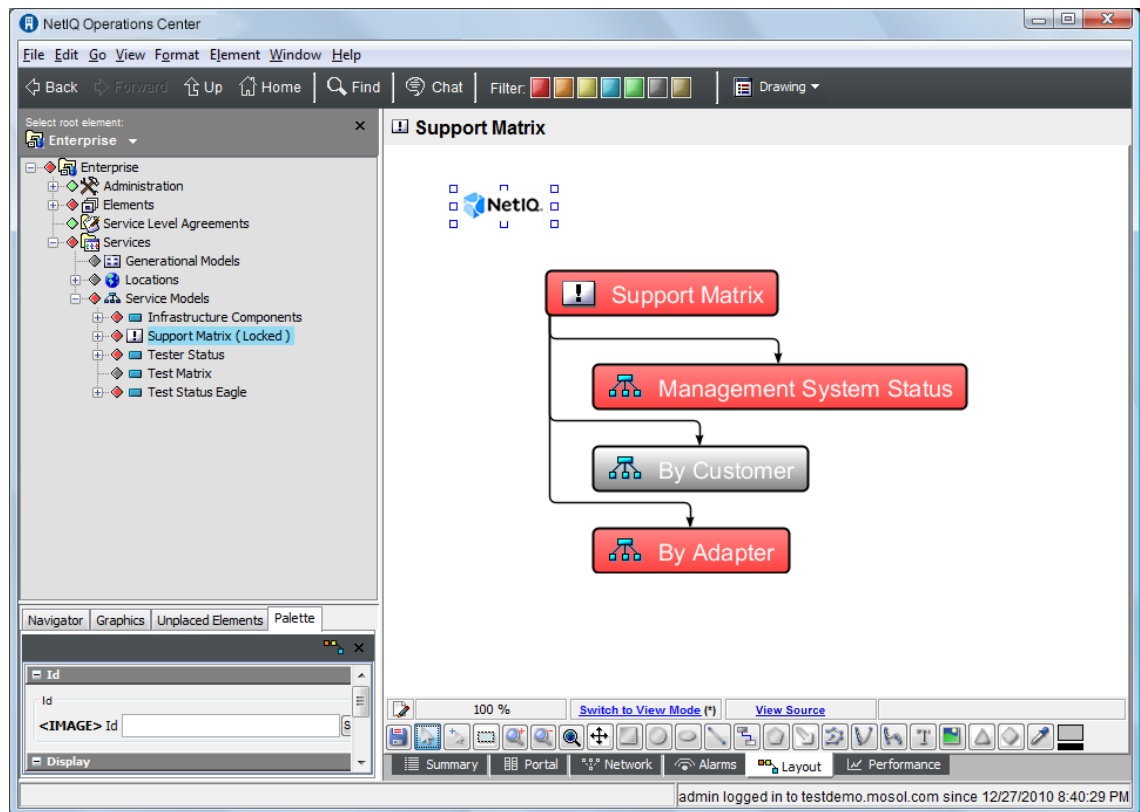 NetIQ Operations Center
File Edit Go View Format Element Window Help
Back Forward Up Home Find Chat Filter: Drawing
Select root element:
Enterprise
Support Matrix
Enterprise
Administration
Elements
Service Level Agreements
Services
Generational Models
Locations
Service Models
Infrastructure Components
Support Matrix ( Locked )
Tester Status
Test Matrix
Test Status Eagle
NetIQ.
Support Matrix
Management System Status
By Customer
By Adapter
Navigator Graphics Unplaced Elements Palette
Id
Id
<IMAGE> Id S
Display
100 % Switch to View Mode (*) View Source
T
Summary Portal Network Alarms Layout Performance
admin logged in to testdemo.mosol.com since 12/27/2010 8:40:29 PM